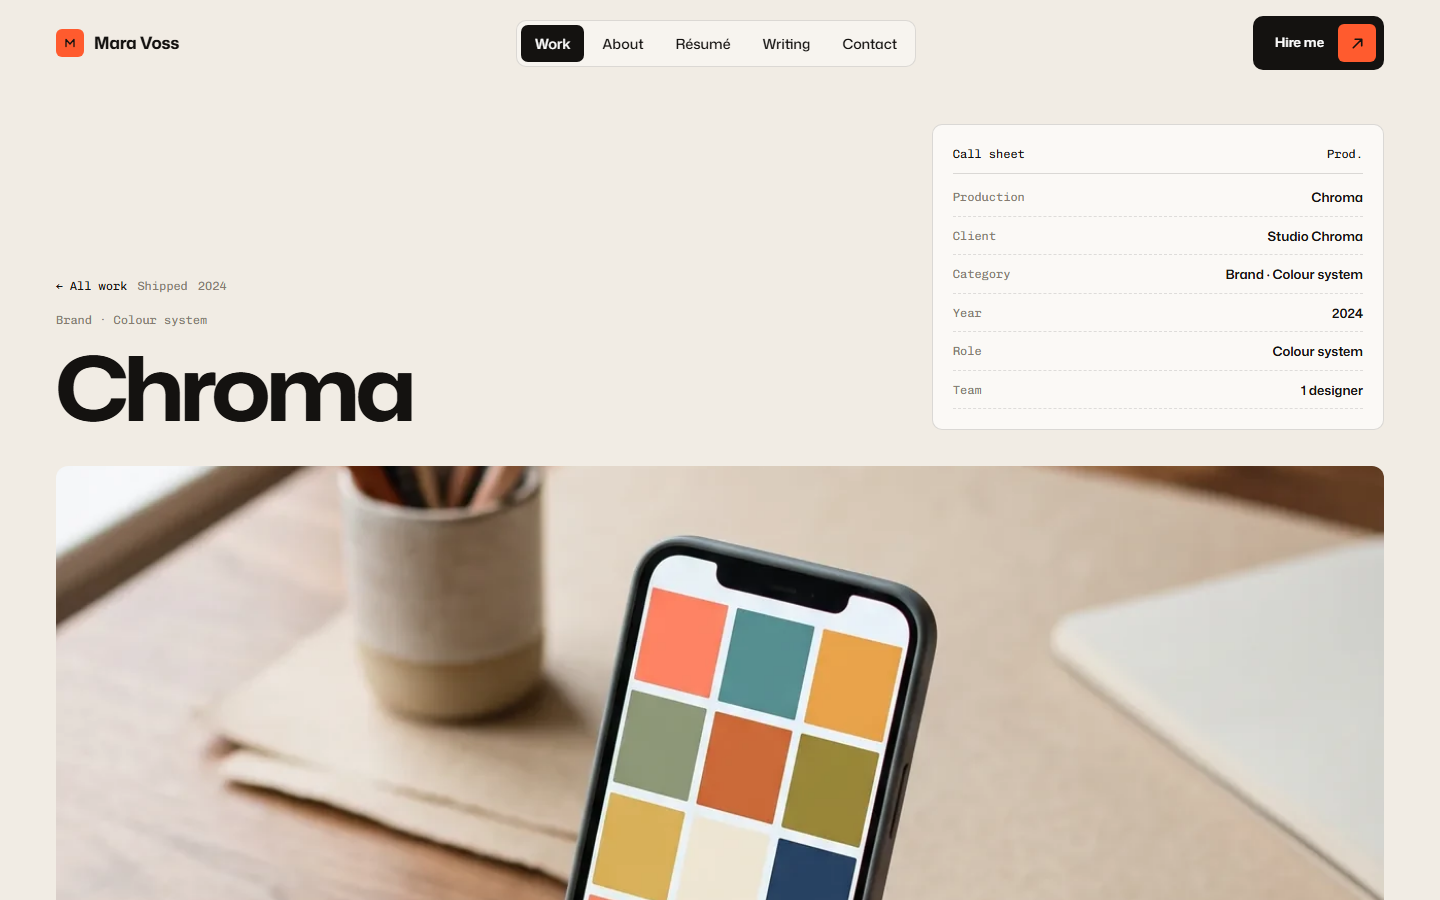 M Mara Voss
Work About Résumé Writing Contact
Hire me
Call sheet Prod.
Production Chroma
Client Studio Chroma
Category Brand · Colour system
Year 2024
Role Colour system
Team 1 designer
← All work Shipped 2024
Brand · Colour system
Chroma